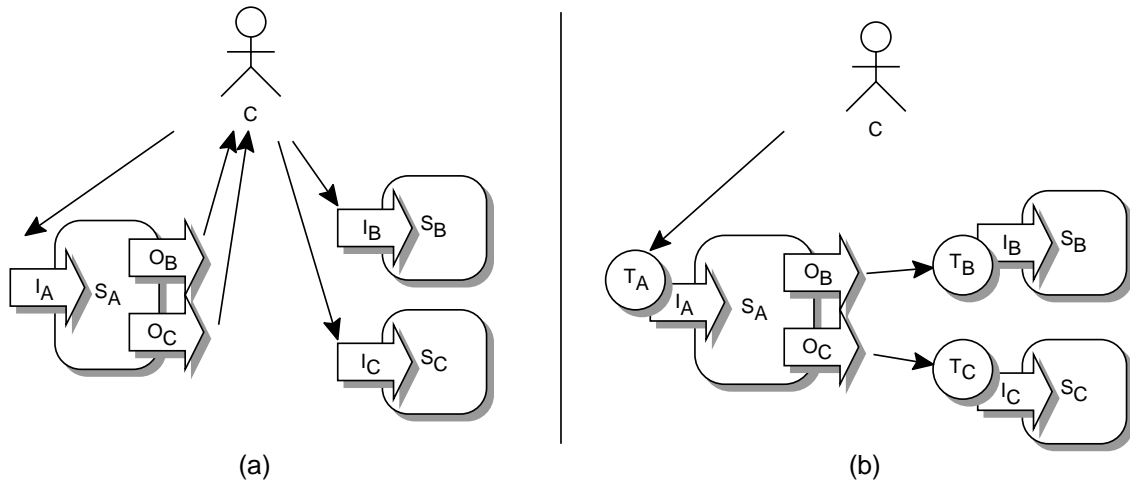 C
I_A
S_A
O_B
O_C
I_B
S_B
I_C
S_C
(a)
C
T_A
I_A
S_A
O_B
O_C
T_B
I_B
S_B
T_C
I_C
S_C
(b)